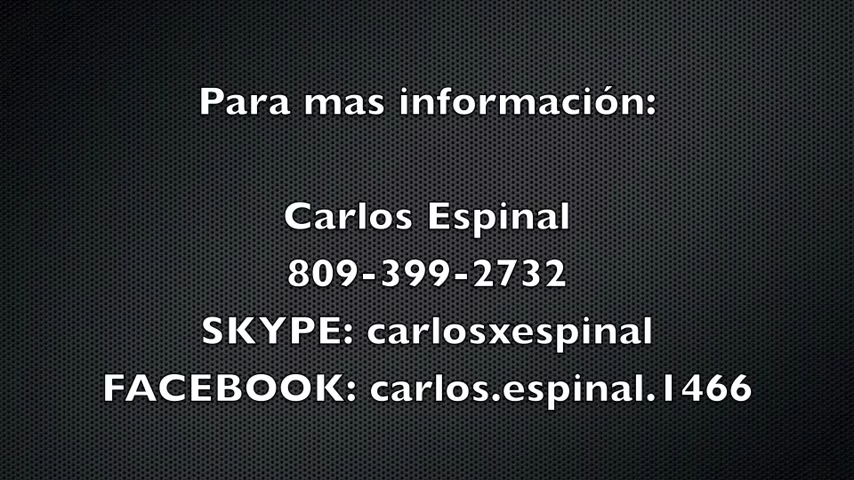 Para mas información:
Carlos Espinal
809-399-2732
SKYPE: carlosxespinal
FACEBOOK: carlos.espinal.1466